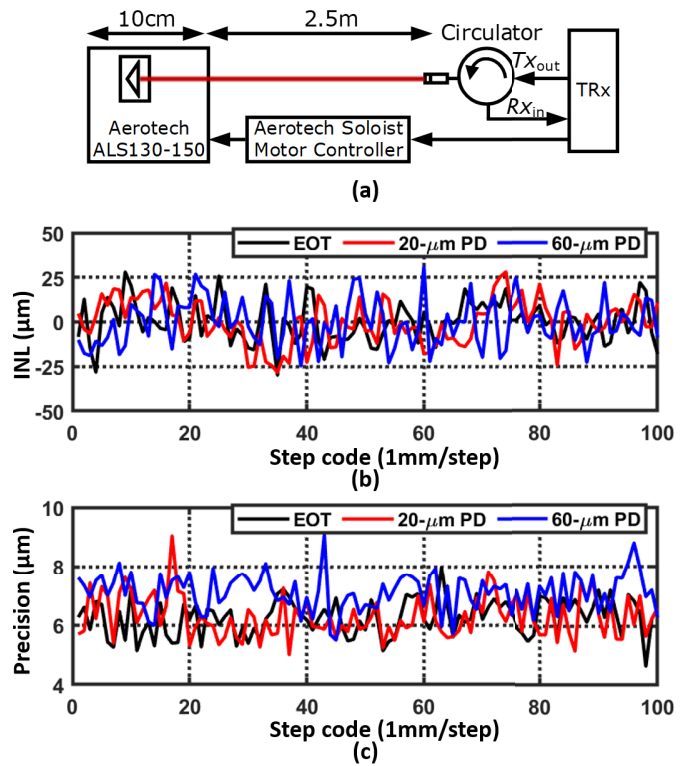 10cm
2.5m
Circulator
Tx_out
Rx_in
TRx
Aerotech
ALS130-150
Aerotech Soloist
Motor Controller
(a)
50
25
0
-25
-50
INL (μm)
EOT
20-μm PD
60-μm PD
0
20
40
60
80
100
Step code (1mm/step)
(b)
10
8
6
4
Precision (μm)
EOT
20-μm PD
60-μm PD
0
20
40
60
80
100
Step code (1mm/step)
(c)